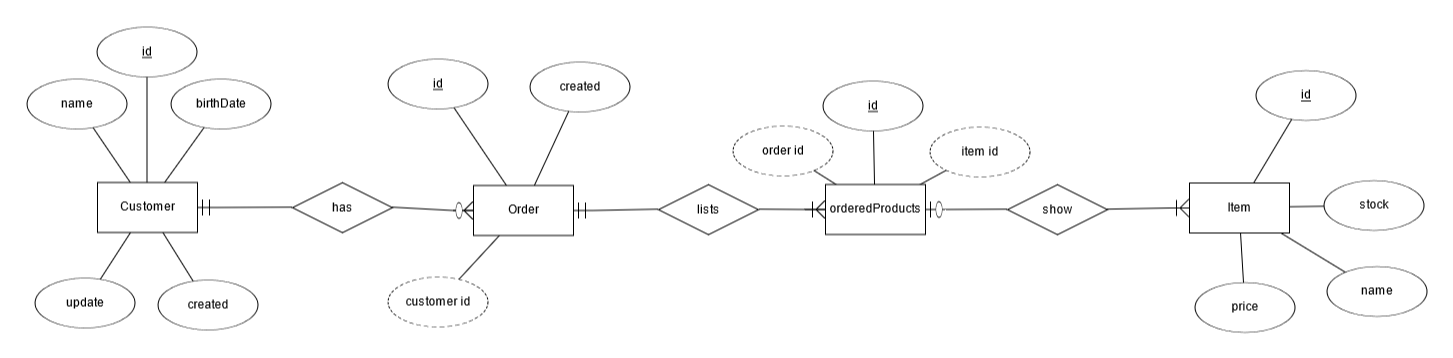 id
name
birthDate
Customer
update
created
has
id
created
Order
customer id
lists
id
order id
item id
orderedProducts
show
id
Item
stock
name
price